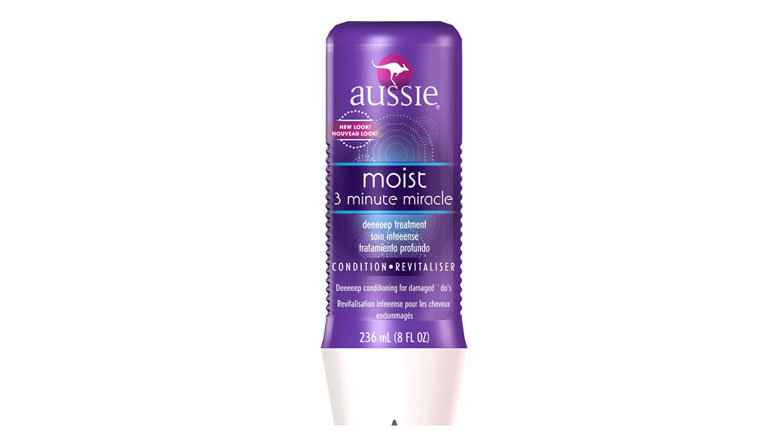 aussie®
NEW LOOK!
NOUVEAU LOOK!
moist
3 minute miracle
deeeeep treatment
soin inteeense
tratamiento profundo
CONDITION • REVITALISER
Deeeeep conditioning for damaged 'do's
Revitalisation inteeense pour les cheveux
endommagés
236 mL (8 FL OZ)